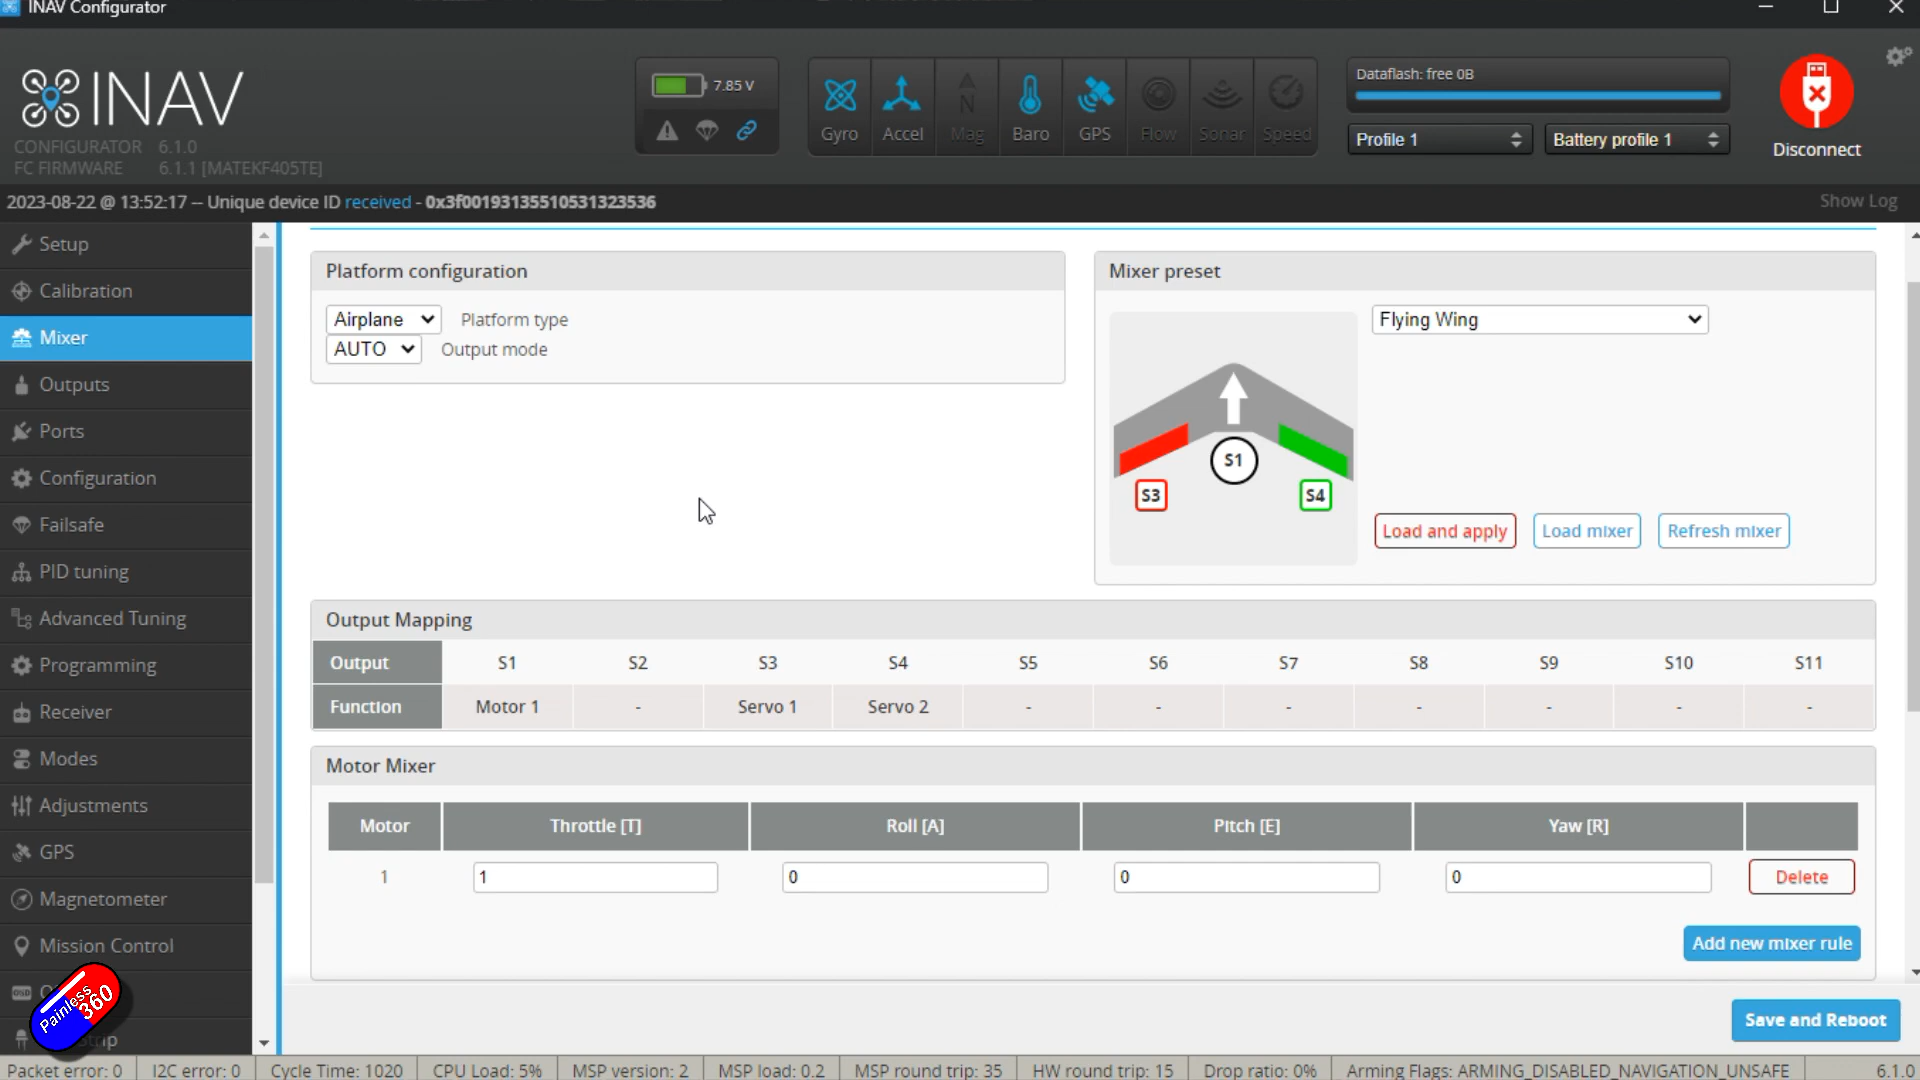 INAV Configurator
INAV
CONFIGURATOR 6.1.0
FC FIRMWARE 6.1.1 [MATEKF405TE]
7.85 V
Gyro
Accel
Mag
Baro
GPS
Flow
Sonar
Speed
Dataflash: free 0B
Profile 1
Battery profile 1
Disconnect
2023-08-22 @ 13:52:17 -- Unique device ID received - 0x3f00193135510531323536
Show Log
Setup
Calibration
Mixer
Outputs
Ports
Configuration
Failsafe
PID tuning
Advanced Tuning
Programming
Receiver
Modes
Adjustments
GPS
Magnetometer
Mission Control
Painless
360
Platform configuration
Airplane Platform type
AUTO Output mode
Mixer preset
Flying Wing
S1
S3
S4
Load and apply
Load mixer
Refresh mixer
Output Mapping
Output S1 S2 S3 S4 S5 S6 S7 S8 S9 S10 S11
Function Motor 1 - Servo 1 Servo 2 - - - - - - -
Motor Mixer
Motor Throttle [T] Roll [A] Pitch [E] Yaw [R]
1 1 0 0 0 Delete
Add new mixer rule
Save and Reboot
Packet error: 0 I2C error: 0 Cycle Time: 1020 CPU Load: 5% MSP version: 2 MSP load: 0.2 MSP round trip: 35 HW round trip: 15 Drop ratio: 0% Arming Flags: ARMING_DISABLED_NAVIGATION_UNSAFE 6.1.0